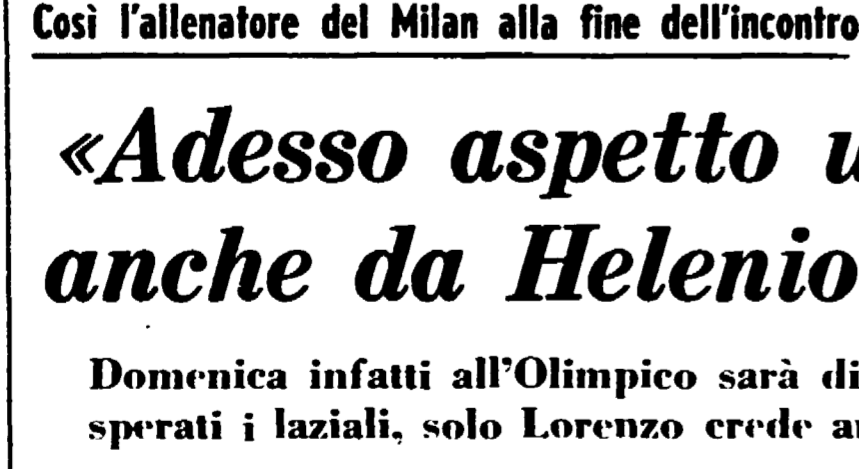 Così l'allenatore del Milan alla fine dell'incontro
«Adesso aspetto
anche da Helenio
Domenica infatti all'Olimpico sarà
sperati i laziali, solo Lorenzo crede